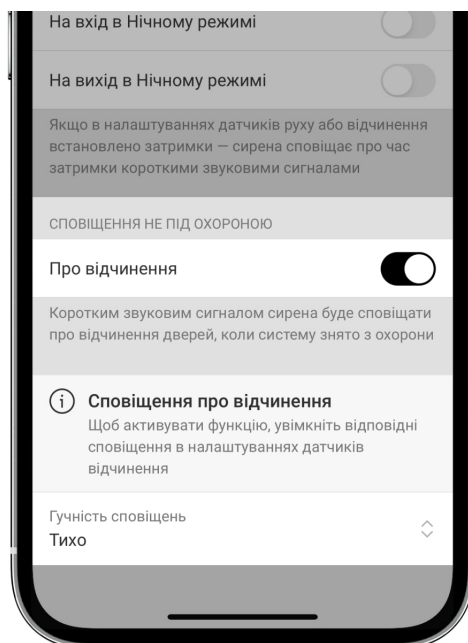 На вхід в Нічному режимі
На вихід в Нічному режимі
Якщо в налаштуваннях датчиків руху або відчинення
встановлено затримки — сирена сповіщає про час
затримки короткими звуковими сигналами
СПОВІЩЕННЯ НЕ ПІД ОХОРОНОЮ
Про відчинення
Коротким звуковим сигналом сирена буде сповіщати
про відчинення дверей, коли систему знято з охорони
Сповіщення про відчинення
Щоб активувати функцію, увімкніть відповідні
сповіщення в налаштуваннях датчиків
відчинення
Гучність сповіщень
Тихо